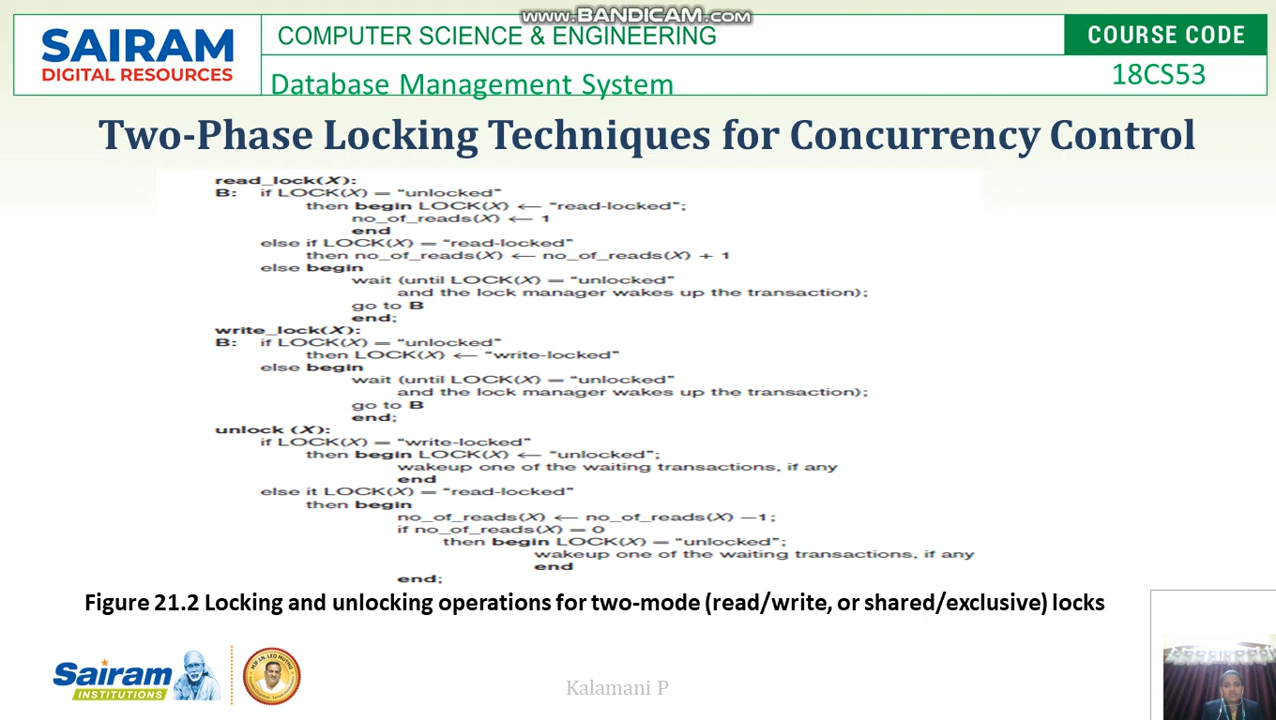 www.BANDICAM.com
SAIRAM
DIGITAL RESOURCES
COMPUTER SCIENCE & ENGINEERING
COURSE CODE
Database Management System
18CS53
Two-Phase Locking Techniques for Concurrency Control
read_lock(X):
B: if LOCK(X) = “unlocked”
then begin LOCK(X) ← “read-locked”;
no_of_reads(X) ← 1
end
else if LOCK(X) = “read-locked”
then no_of_reads(X) ← no_of_reads(X) + 1
else begin
wait (until LOCK(X) = “unlocked”
and the lock manager wakes up the transaction);
go to B
end;
write_lock(X):
B: if LOCK(X) = “unlocked”
then LOCK(X) ← “write-locked”
else begin
wait (until LOCK(X) = “unlocked”
and the lock manager wakes up the transaction);
go to B
end;
unlock (X):
if LOCK(X) = “write-locked”
then begin LOCK(X) ← “unlocked”;
wakeup one of the waiting transactions, if any
end
else it LOCK(X) = “read-locked”
then begin
no_of_reads(X) ← no_of_reads(X) −1;
if no_of_reads(X) = 0
then begin LOCK(X) = “unlocked”;
wakeup one of the waiting transactions, if any
end
end;
Figure 21.2 Locking and unlocking operations for two-mode (read/write, or shared/exclusive) locks
Sairam
INSTITUTIONS
Kalamani P